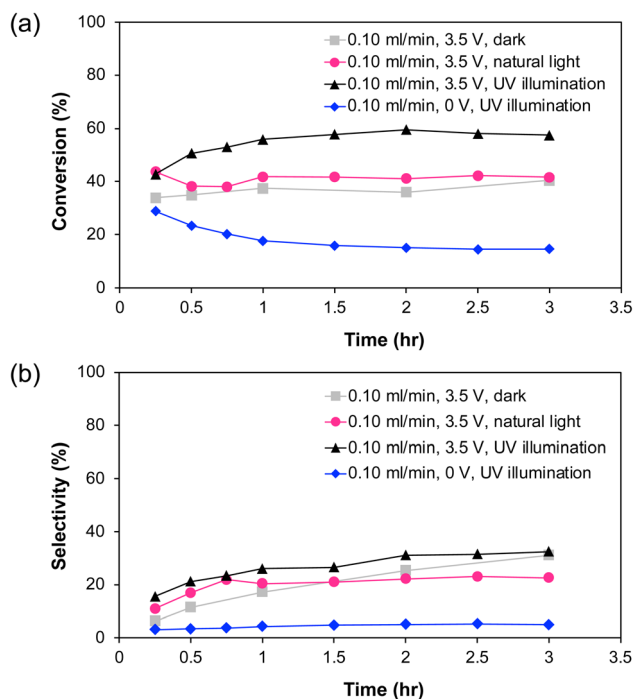 (a)
100
80
60
40
20
0
Conversion (%)
0.10 ml/min, 3.5 V, dark
0.10 ml/min, 3.5 V, natural light
0.10 ml/min, 3.5 V, UV illumination
0.10 ml/min, 0 V, UV illumination
0 0.5 1 1.5 2 2.5 3 3.5
Time (hr)
(b)
100
80
60
40
20
0
Selectivity (%)
0.10 ml/min, 3.5 V, dark
0.10 ml/min, 3.5 V, natural light
0.10 ml/min, 3.5 V, UV illumination
0.10 ml/min, 0 V, UV illumination
0 0.5 1 1.5 2 2.5 3 3.5
Time (hr)